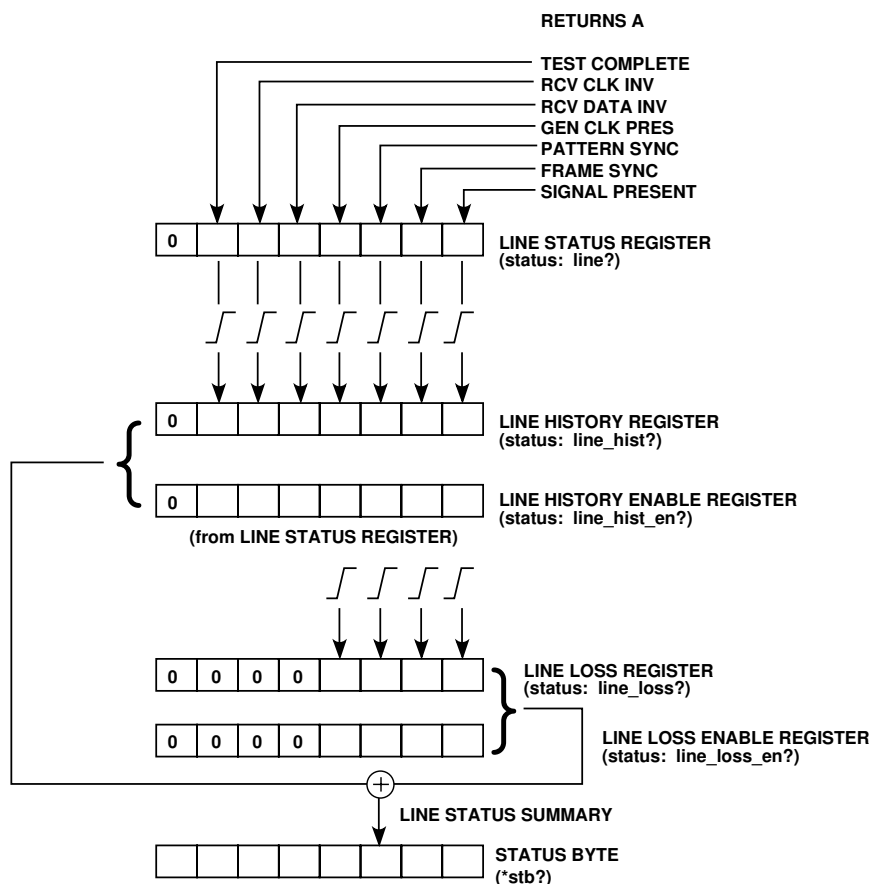 RETURNS A
TEST COMPLETE
RCV CLK INV
RCV DATA INV
GEN CLK PRES
PATTERN SYNC
FRAME SYNC
SIGNAL PRESENT
0
LINE STATUS REGISTER
(status: line?)
0
LINE HISTORY REGISTER
(status: line_hist?)
0
LINE HISTORY ENABLE REGISTER
(status: line_hist_en?)
(from LINE STATUS REGISTER)
0 0 0 0
LINE LOSS REGISTER
(status: line_loss?)
0 0 0 0
LINE LOSS ENABLE REGISTER
(status: line_loss_en?)
+
LINE STATUS SUMMARY
STATUS BYTE
(*stb?)